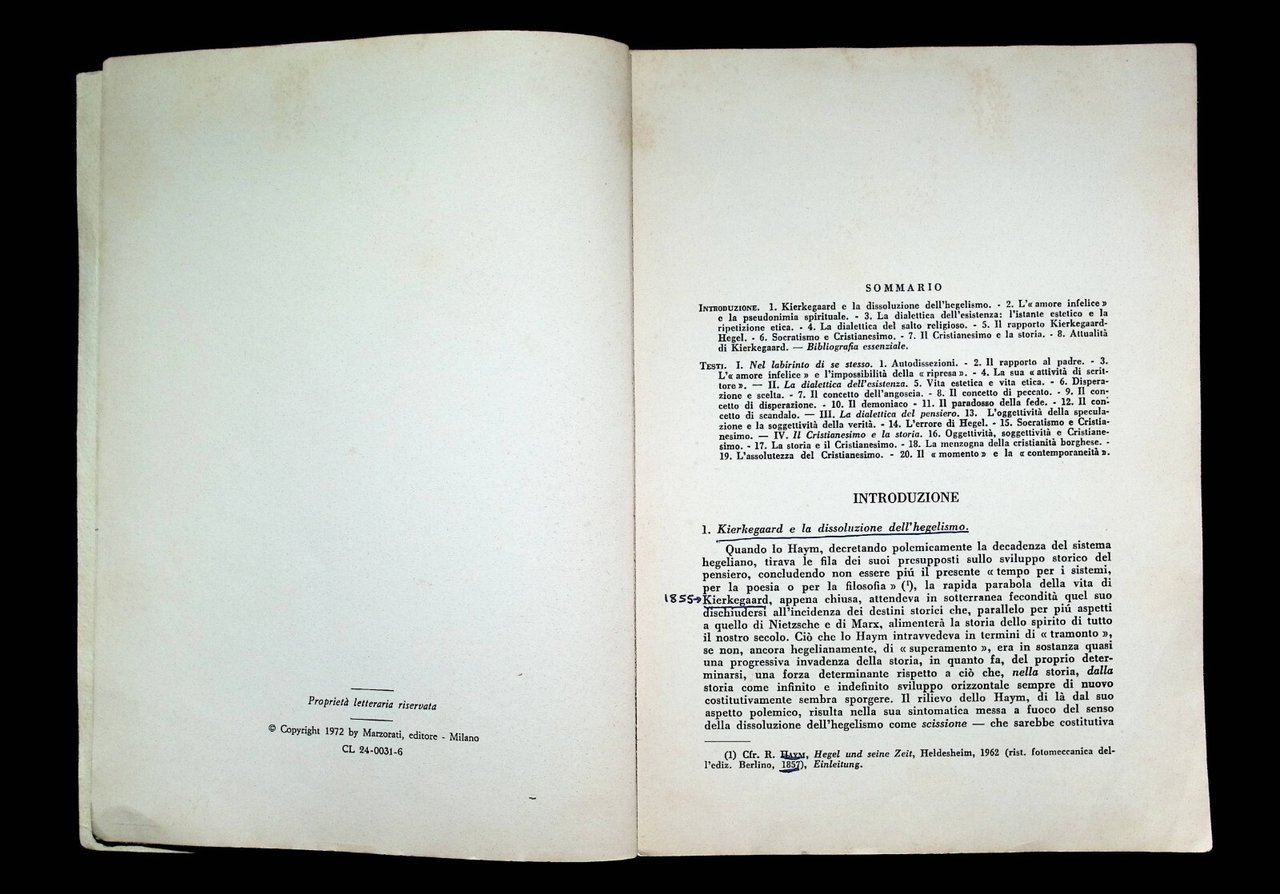 Proprietà letteraria riservata
© Copyright 1972 by Marzorati, editore - Milano
CL 24-0031-6
SOMMARIO
INTRODUZIONE. 1. Kierkegaard e la dissoluzione dell'hegelismo. - 2. L'« amore infelice »
e la pseudonimia spirituale. - 3. La dialettica dell'esistenza: l'istante estetico e la
ripetizione etica. - 4. La dialettica del salto religioso. - 5. Il rapporto Kierkegaard-
Hegel. - 6. Socratismo e Cristianesimo. - 7. Il Cristianesimo e la storia. - 8. Attualità
di Kierkegaard. — Bibliografia essenziale.
TESTI. I. Nel labirinto di se stesso. 1. Autodissezioni. - 2. Il rapporto al padre. - 3.
L'« amore infelice » e l'impossibilità della « ripresa ». - 4. La sua « attività di scrit-
tore ». — II. La dialettica dell'esistenza. 5. Vita estetica e vita etica. - 6. Dispera-
zione e scelta. - 7. Il concetto dell'angoscia. - 8. Il concetto di peccato. - 9. Il con-
cetto di disperazione. - 10. Il demoniaco - 11. Il paradosso della fede. - 12. Il con-
cetto di scandalo. — III. La dialettica del pensiero. 13. L'oggettività della specula-
zione e la soggettività della verità. - 14. L'errore di Hegel. - 15. Socratismo e Cristia-
nesimo. — IV. Il Cristianesimo e la storia. 16. Oggettività, soggettività e Cristiane-
simo. - 17. La storia e il Cristianesimo. - 18. La menzogna della cristianità borghese. -
19. L'assolutezza del Cristianesimo. - 20. Il « momento » e la « contemporaneità ».
INTRODUZIONE
1. Kierkegaard e la dissoluzione dell'hegelismo.
Quando lo Haym, decretando polemicamente la decadenza del sistema
hegeliano, tirava le fila dei suoi presupposti sullo sviluppo storico del
pensiero, concludendo non essere piú il presente « tempo per i sistemi,
per la poesia o per la filosofia » (¹), la rapida parabola della vita di
1855→ Kierkegaard, appena chiusa, attendeva in sotterranea fecondità quel suo
dischiudersi all'incidenza dei destini storici che, parallelo per piú aspetti
a quello di Nietzsche e di Marx, alimenterà la storia dello spirito di tutto
il nostro secolo. Ciò che lo Haym intravvedeva in termini di « tramonto »,
se non, ancora hegelianamente, di « superamento », era in sostanza quasi
una progressiva invadenza della storia, in quanto fa, del proprio deter-
minarsi, una forza determinante rispetto a ciò che, nella storia, dalla
storia come infinito e indefinito sviluppo orizzontale sempre di nuovo
costitutivamente sembra sporgere. Il rilievo dello Haym, di là dal suo
aspetto polemico, risulta nella sua sintomatica messa a fuoco del senso
della dissoluzione dell'hegelismo come scissione — che sarebbe costitutiva
(1) Cfr. R. HAYM, Hegel und seine Zeit, Heldesheim, 1962 (rist. fotomeccanica del-
l'ediz. Berlino, 1857), Einleitung.